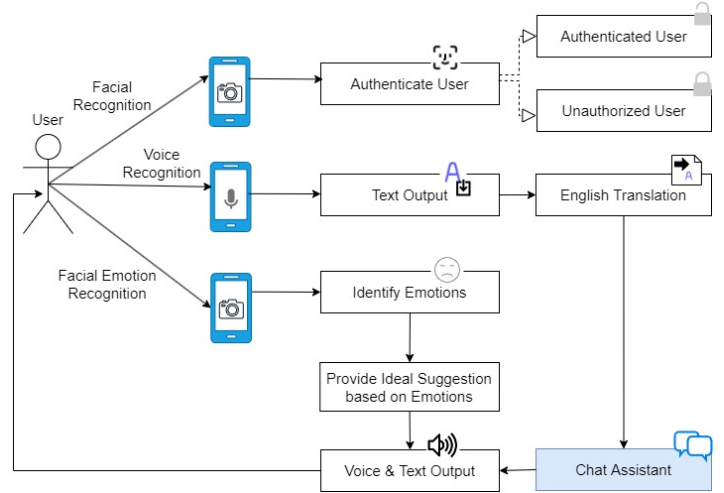 User
Facial
Recognition
Authenticate User
Authenticated User
Unauthorized User
Voice
Recognition
A
Text Output
A
English Translation
Facial Emotion
Recognition
Identify Emotions
Provide Ideal Suggestion
based on Emotions
Voice & Text Output
Chat Assistant